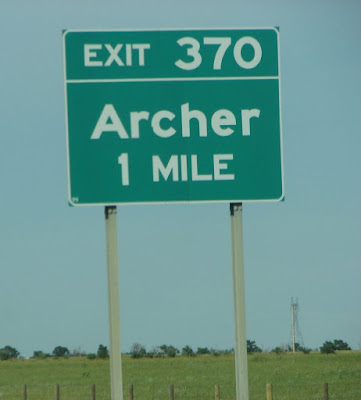 EXIT 370
Archer
1 MILE